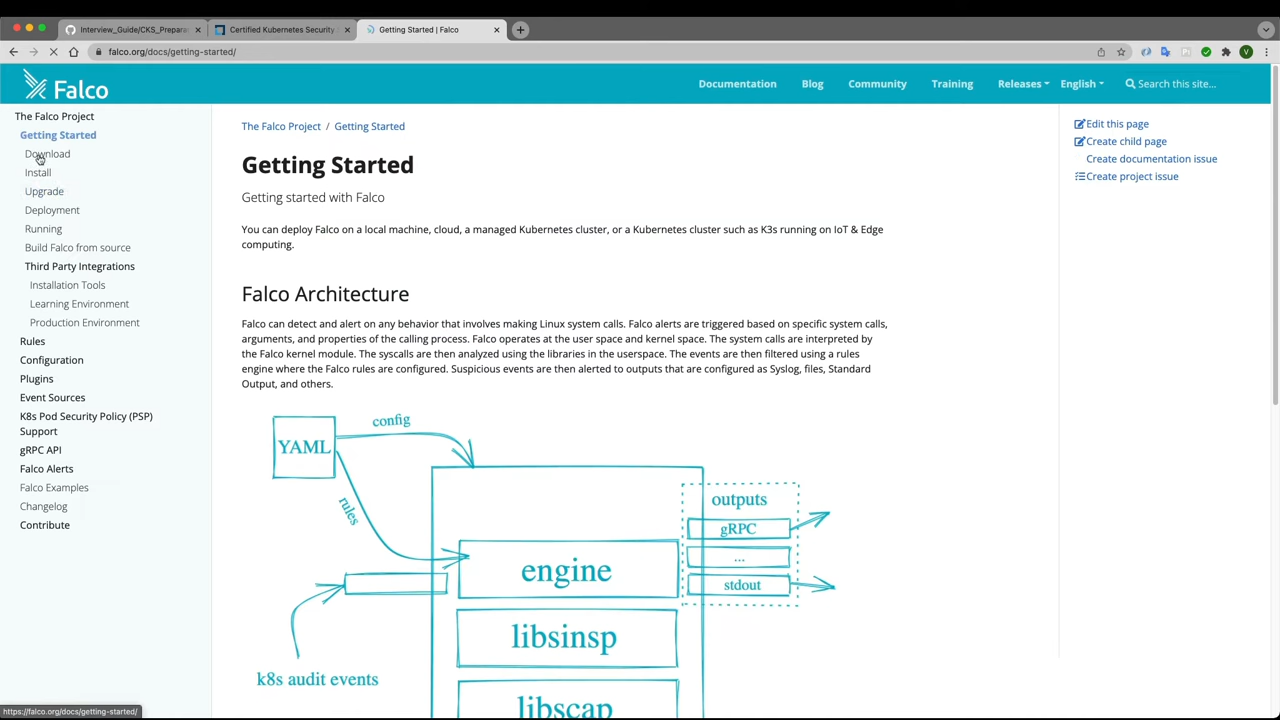 Interview_Guide/CKS_Prepara
Certified Kubernetes Security
Getting Started | Falco
falco.org/docs/getting-started/
V
Falco
Documentation
Blog
Community
Training
Releases
English
Search this site...
The Falco Project
Getting Started
Download
Install
Upgrade
Deployment
Running
Build Falco from source
Third Party Integrations
Installation Tools
Learning Environment
Production Environment
Rules
Configuration
Plugins
Event Sources
K8s Pod Security Policy (PSP)
Support
gRPC API
Falco Alerts
Falco Examples
Changelog
Contribute
The Falco Project / Getting Started
Getting Started
Getting started with Falco
You can deploy Falco on a local machine, cloud, a managed Kubernetes cluster, or a Kubernetes cluster such as K3s running on IoT & Edge
computing.
Falco Architecture
Falco can detect and alert on any behavior that involves making Linux system calls. Falco alerts are triggered based on specific system calls,
arguments, and properties of the calling process. Falco operates at the user space and kernel space. The system calls are interpreted by
the Falco kernel module. The syscalls are then analyzed using the libraries in the userspace. The events are then filtered using a rules
engine where the Falco rules are configured. Suspicious events are then alerted to outputs that are configured as Syslog, files, Standard
Output, and others.
YAML
config
rules
outputs
gRPC
...
stdout
engine
libsinsp
libscap
k8s audit events
Edit this page
Create child page
Create documentation issue
Create project issue
https://falco.org/docs/getting-started/